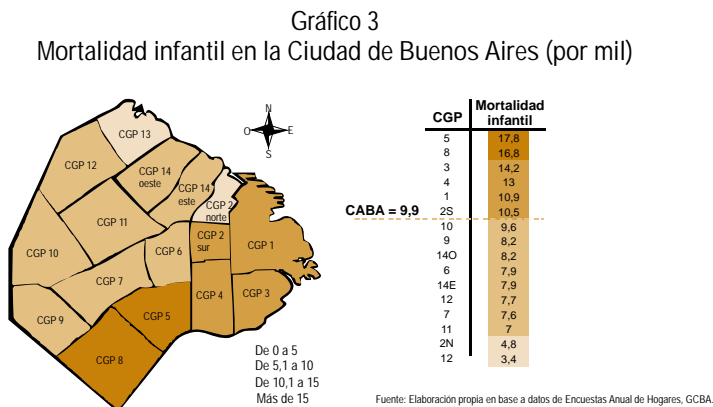 Gráfico 3
Mortalidad infantil en la Ciudad de Buenos Aires (por mil)
CGP 13
CGP 12
CGP 14
oeste
CGP 14
este
CGP 2
norte
CGP 11
CGP 10
CGP 6
CGP 2
sur
CGP 1
CGP 7
CGP 9
CGP 5
CGP 4
CGP 3
CGP 8
N
O
E
S
De 0 a 5
De 5,1 a 10
De 10,1 a 15
Más de 15
CGP Mortalidad
infantil
5 17,8
8 16,8
3 14,2
4 13
1 10,9
2S 10,5
CABA = 9,9
10 9,6
9 8,2
14O 8,2
6 7,9
14E 7,9
12 7,7
7 7,6
11 7
2N 4,8
12 3,4
Fuente: Elaboración propia en base a datos de Encuestas Anual de Hogares, GCBA.